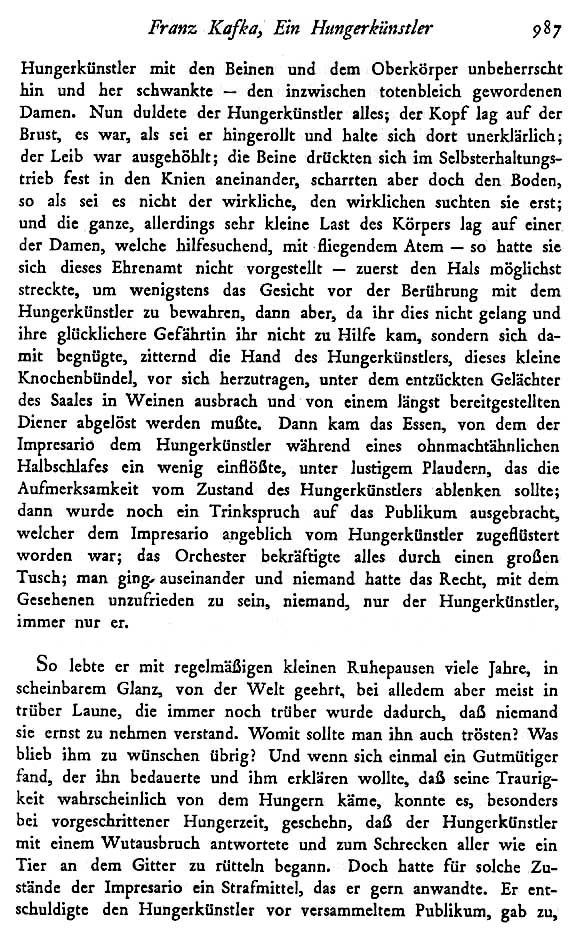 Franz Kafka, Ein Hungerkünstler 987
Hungerkünstler mit den Beinen und dem Oberkörper unbeherrscht
hin und her schwankte — den inzwischen totenbleich gewordenen
Damen. Nun duldete der Hungerkünstler alles; der Kopf lag auf der
Brust, es war, als sei er hingerollt und halte sich dort unerklärlich;
der Leib war ausgehöhlt; die Beine drückten sich im Selbsterhaltungs-
trieb fest in den Knien aneinander, scharrten aber doch den Boden,
so als sei es nicht der wirkliche, den wirklichen suchten sie erst;
und die ganze, allerdings sehr kleine Last des Körpers lag auf einer
der Damen, welche hilfesuchend, mit fliegendem Atem — so hatte sie
sich dieses Ehrenamt nicht vorgestellt — zuerst den Hals möglichst
streckte, um wenigstens das Gesicht vor der Berührung mit dem
Hungerkünstler zu bewahren, dann aber, da ihr dies nicht gelang und
ihre glücklichere Gefährtin ihr nicht zu Hilfe kam, sondern sich da-
mit begnügte, zitternd die Hand des Hungerkünstlers, dieses kleine
Knochenbündel, vor sich herzutragen, unter dem entzückten Gelächter
des Saales in Weinen ausbrach und von einem längst bereitgestellten
Diener abgelöst werden mußte. Dann kam das Essen, von dem der
Impresario dem Hungerkünstler während eines ohnmachtähnlichen
Halbschlafes ein wenig einflößte, unter lustigem Plaudern, das die
Aufmerksamkeit vom Zustand des Hungerkünstlers ablenken sollte;
dann wurde noch ein Trinkspruch auf das Publikum ausgebracht,
welcher dem Impresario angeblich vom Hungerkünstler zugeflüstert
worden war; das Orchester bekräftigte alles durch einen großen
Tusch; man ging auseinander und niemand hatte das Recht, mit dem
Gesehenen unzufrieden zu sein, niemand, nur der Hungerkünstler,
immer nur er.
So lebte er mit regelmäßigen kleinen Ruhepausen viele Jahre, in
scheinbarem Glanz, von der Welt geehrt, bei alledem aber meist in
trüber Laune, die immer noch trüber wurde dadurch, daß niemand
sie ernst zu nehmen verstand. Womit sollte man ihn auch trösten? Was
blieb ihm zu wünschen übrig? Und wenn sich einmal ein Gutmütiger
fand, der ihn bedauerte und ihm erklären wollte, daß seine Traurig-
keit wahrscheinlich von dem Hungern käme, konnte es, besonders
bei vorgeschrittener Hungerzeit, geschehn, daß der Hungerkünstler
mit einem Wutausbruch antwortete und zum Schrecken aller wie ein
Tier an dem Gitter zu rütteln begann. Doch hatte für solche Zu-
stände der Impresario ein Strafmittel, das er gern anwandte. Er ent-
schuldigte den Hungerkünstler vor versammeltem Publikum, gab zu,